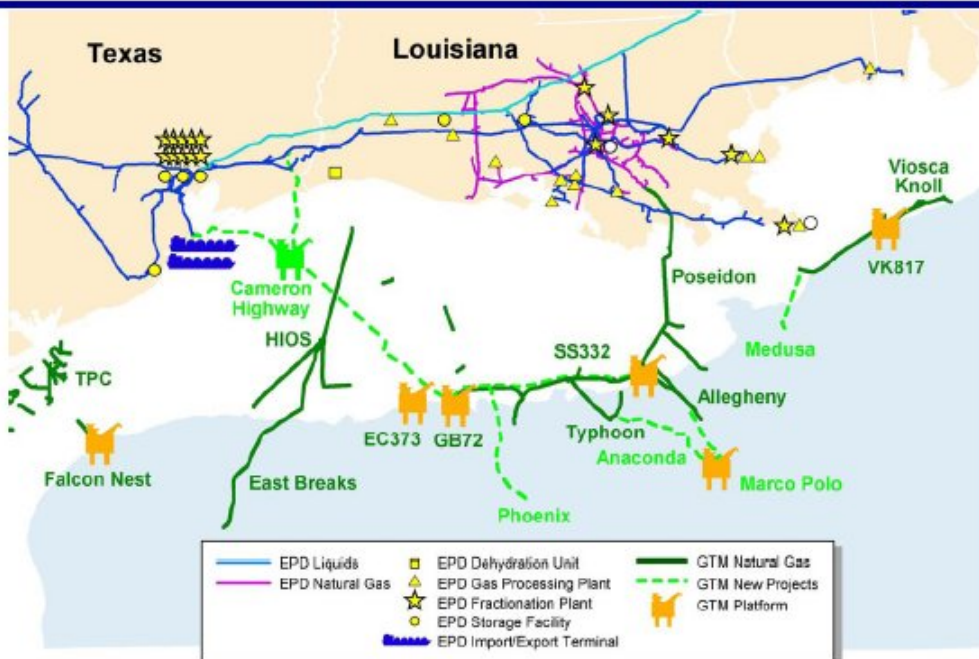 Texas
Louisiana
Viosca
Knoll
VK817
Poseidon
Cameron
Highway
HIOS
Medusa
SS332
TPC
Allegheny
EC373
GB72
Typhoon
Anaconda
Falcon Nest
East Breaks
Marco Polo
Phoenix
EPD Liquids
EPD Natural Gas
EPD Dehydration Unit
EPD Gas Processing Plant
EPD Fractionation Plant
EPD Storage Facility
EPD Import/Export Terminal
GTM Natural Gas
GTM New Projects
GTM Platform